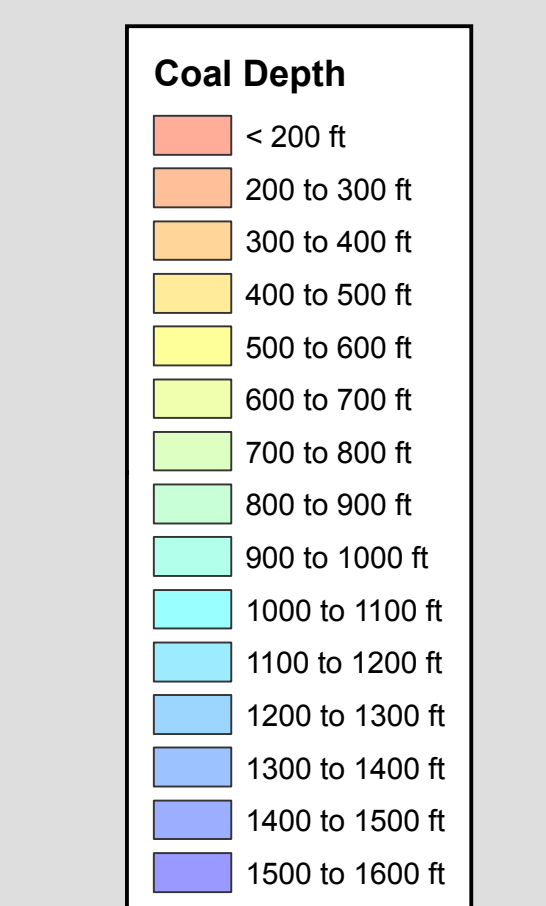 Coal Depth
< 200 ft
200 to 300 ft
300 to 400 ft
400 to 500 ft
500 to 600 ft
600 to 700 ft
700 to 800 ft
800 to 900 ft
900 to 1000 ft
1000 to 1100 ft
1100 to 1200 ft
1200 to 1300 ft
1300 to 1400 ft
1400 to 1500 ft
1500 to 1600 ft